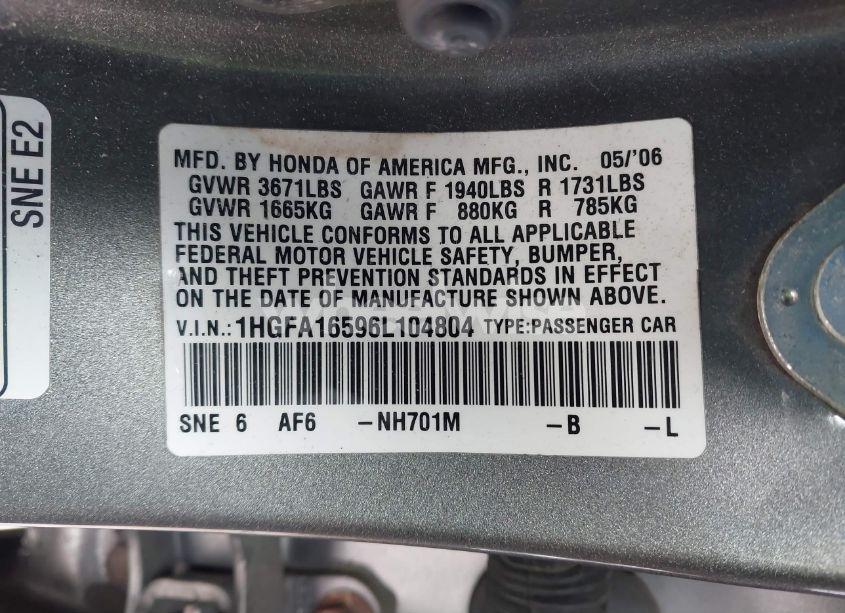 SNE E2
MFD. BY HONDA OF AMERICA MFG., INC. 05/'06
GVWR 3671LBS GAWR F 1940LBS R 1731LBS
GVWR 1665KG GAWR F 880KG R 785KG
THIS VEHICLE CONFORMS TO ALL APPLICABLE
FEDERAL MOTOR VEHICLE SAFETY, BUMPER,
AND THEFT PREVENTION STANDARDS IN EFFECT
ON THE DATE OF MANUFACTURE SHOWN ABOVE.
V.I.N.:1HGFA16596L104804 TYPE:PASSENGER CAR
SNE 6 AF6 -NH701M -B -L